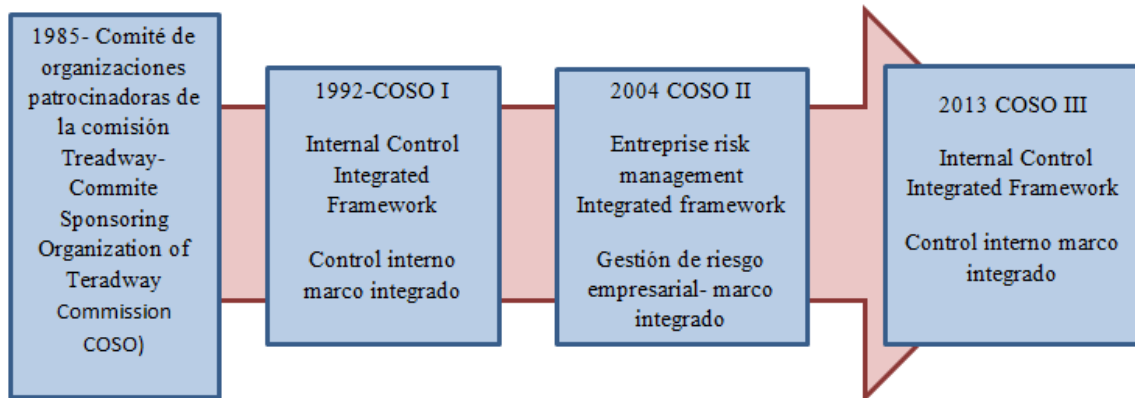 1985- Comité de
organizaciones
patrocinadoras de
la comisión
Treadway-
Commite
Sponsoring
Organization of
Teradway
Commission
COSO)
1992-COSO I
Internal Control
Integrated
Framework
Control interno
marco integrado
2004 COSO II
Entreprise risk
management
Integrated framework
Gestión de riesgo
empresarial- marco
integrado
2013 COSO III
Internal Control
Integrated Framework
Control interno marco
integrado